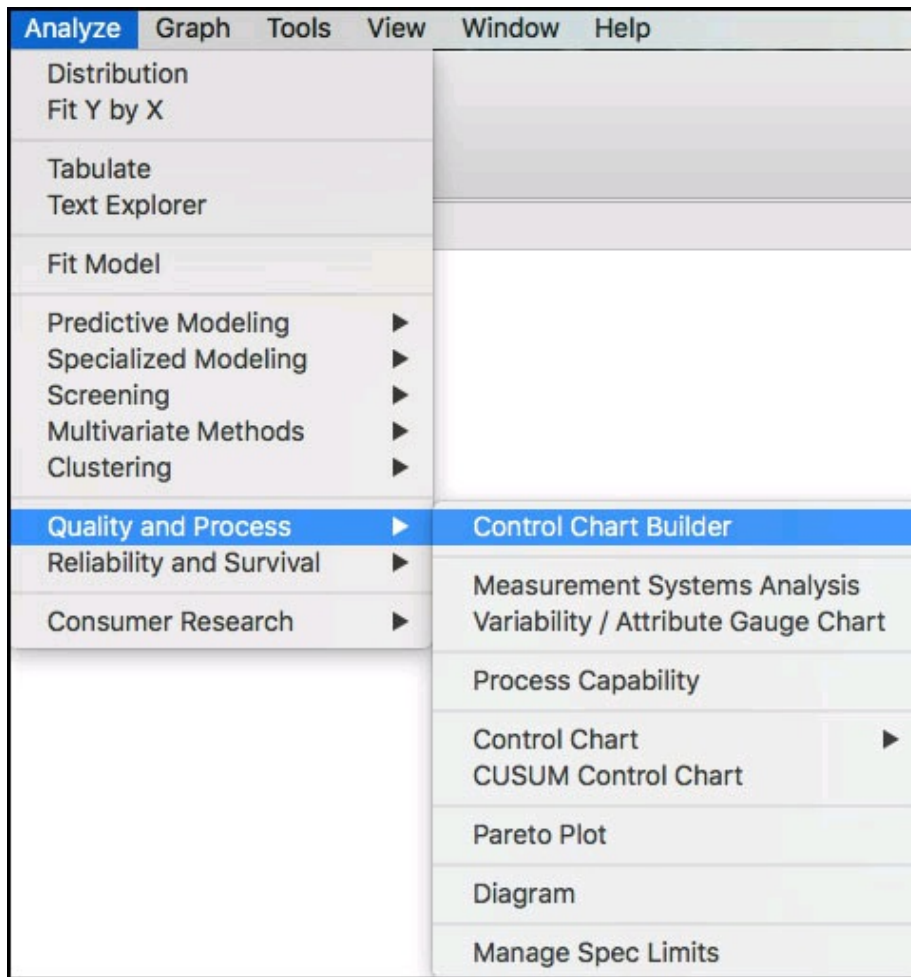 Analyze Graph Tools View Window Help
Distribution
Fit Y by X
Tabulate
Text Explorer
Fit Model
Predictive Modeling
Specialized Modeling
Screening
Multivariate Methods
Clustering
Quality and Process
Reliability and Survival
Consumer Research
Control Chart Builder
Measurement Systems Analysis
Variability / Attribute Gauge Chart
Process Capability
Control Chart
CUSUM Control Chart
Pareto Plot
Diagram
Manage Spec Limits